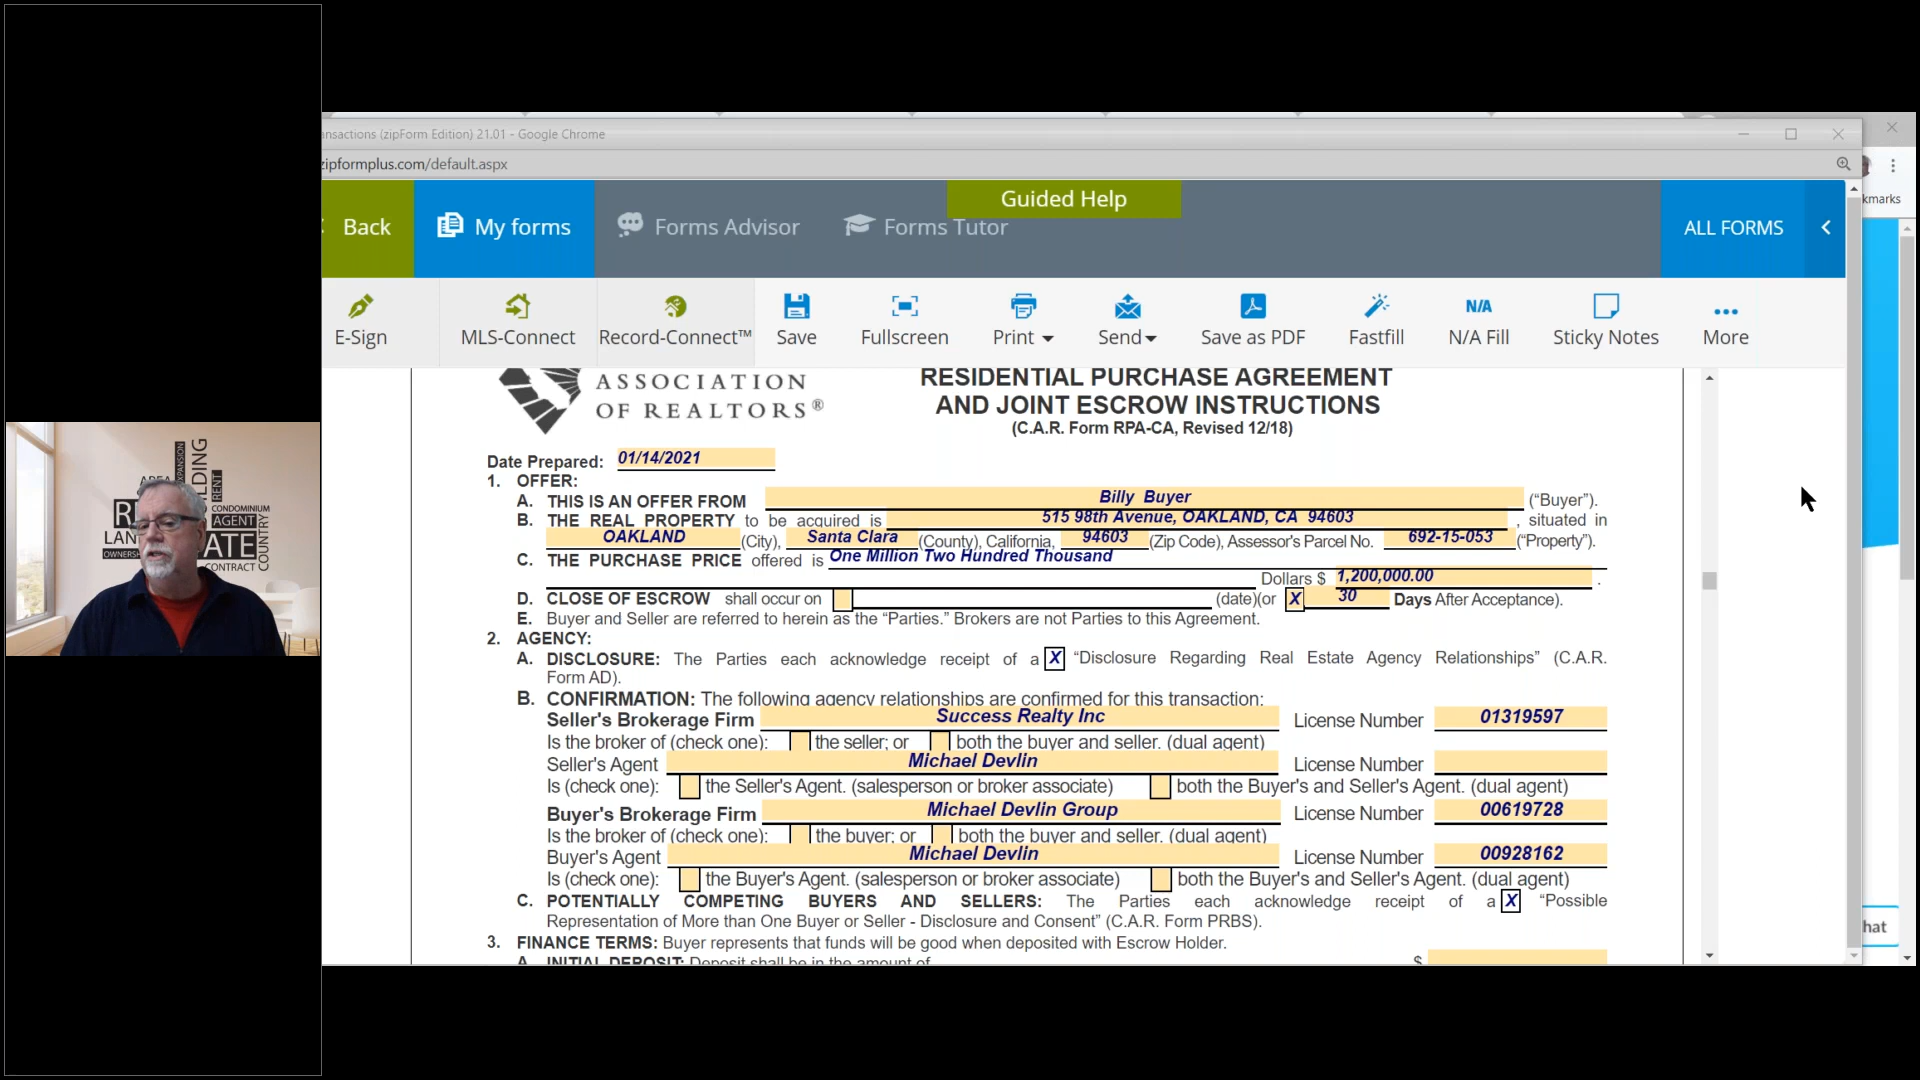 ansactions (zipForm Edition) 21.01 - Google Chrome
zipformplus.com/default.aspx
kmarks
Guided Help
Back
My forms
Forms Advisor
Forms Tutor
ALL FORMS
E-Sign
MLS-Connect
Record-Connect™
Save
Fullscreen
Print
Send
Save as PDF
Fastfill
N/A
N/A Fill
Sticky Notes
More
ASSOCIATION
OF REALTORS®
RESIDENTIAL PURCHASE AGREEMENT
AND JOINT ESCROW INSTRUCTIONS
(C.A.R. Form RPA-CA, Revised 12/18)
Date Prepared: 01/14/2021
1. OFFER:
A. THIS IS AN OFFER FROM Billy Buyer (“Buyer”).
B. THE REAL PROPERTY to be acquired is 515 98th Avenue, OAKLAND, CA 94603 , situated in
OAKLAND (City), Santa Clara (County), California, 94603 (Zip Code), Assessor's Parcel No. 692-15-053 (“Property”).
C. THE PURCHASE PRICE offered is One Million Two Hundred Thousand
Dollars $ 1,200,000.00 .
D. CLOSE OF ESCROW shall occur on (date)(or X 30 Days After Acceptance).
E. Buyer and Seller are referred to herein as the “Parties.” Brokers are not Parties to this Agreement.
2. AGENCY:
A. DISCLOSURE: The Parties each acknowledge receipt of a X “Disclosure Regarding Real Estate Agency Relationships” (C.A.R.
Form AD).
B. CONFIRMATION: The following agency relationships are confirmed for this transaction:
Seller's Brokerage Firm Success Realty Inc License Number 01319597
Is the broker of (check one): the seller; or both the buyer and seller. (dual agent)
Seller's Agent Michael Devlin License Number
Is (check one): the Seller's Agent. (salesperson or broker associate) both the Buyer's and Seller's Agent. (dual agent)
Buyer's Brokerage Firm Michael Devlin Group License Number 00619728
Is the broker of (check one): the buyer; or both the buyer and seller. (dual agent)
Buyer's Agent Michael Devlin License Number 00928162
Is (check one): the Buyer's Agent. (salesperson or broker associate) both the Buyer's and Seller's Agent. (dual agent)
C. POTENTIALLY COMPETING BUYERS AND SELLERS: The Parties each acknowledge receipt of a X “Possible
Representation of More than One Buyer or Seller - Disclosure and Consent” (C.A.R. Form PRBS).
3. FINANCE TERMS: Buyer represents that funds will be good when deposited with Escrow Holder.
A. INITIAL DEPOSIT: Deposit shall be in the amount of $
hat
RENT
CONDOMINIUM
AGENT
COUNTRY
CONTRACT